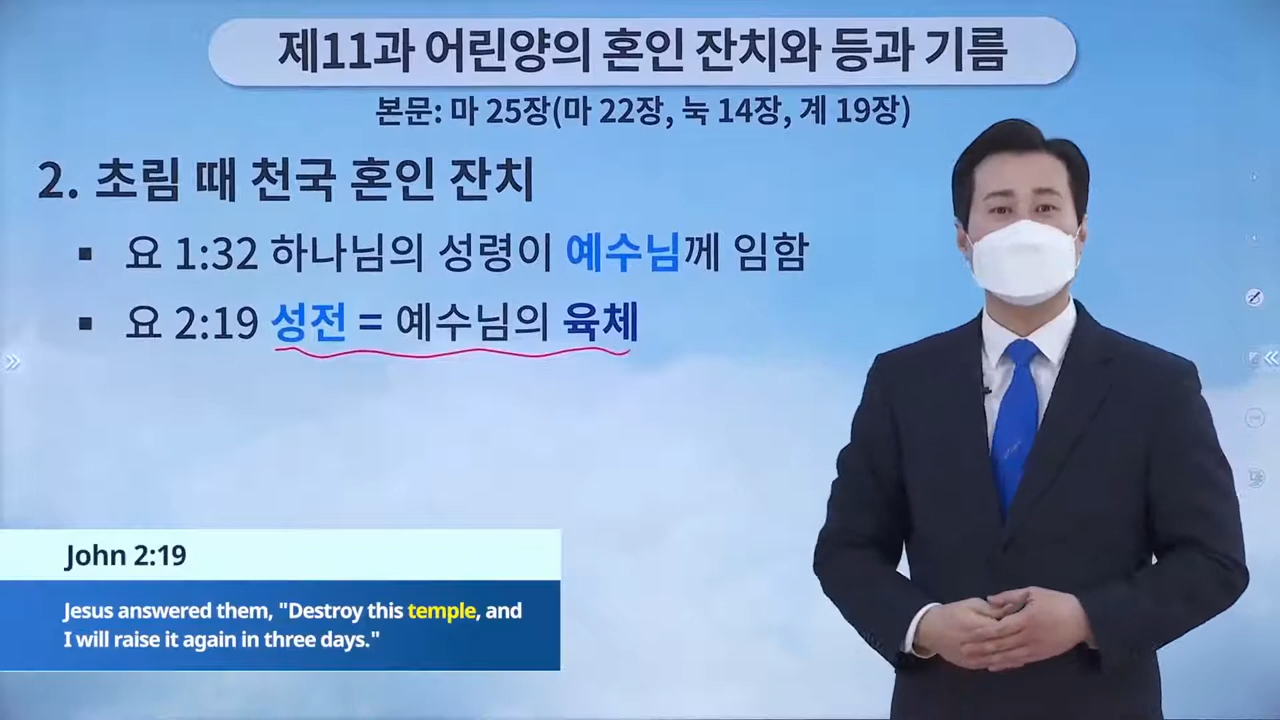 제11과 어린양의 혼인 잔치와 등과 기름
본문: 마 25장(마 22장, 눅 14장, 계 19장)
2. 초림 때 천국 혼인 잔치
▪ 요 1:32 하나님의 성령이 예수님께 임함
▪ 요 2:19 성전 = 예수님의 육체
John 2:19
Jesus answered them, "Destroy this temple, and
I will raise it again in three days."